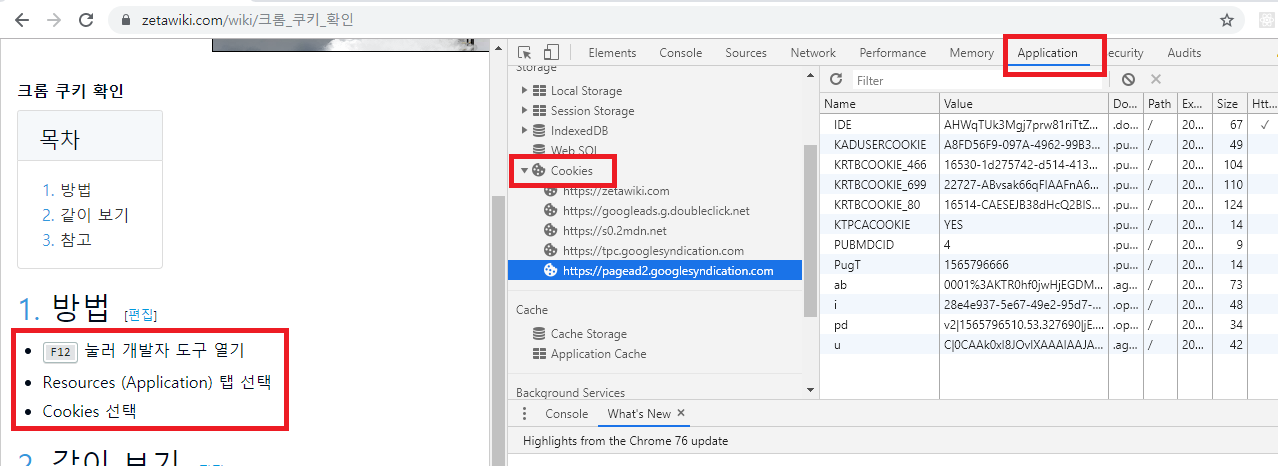 zetawiki.com/wiki/크롬_쿠키_확인
크롬 쿠키 확인
목차
1. 방법
2. 같이 보기
3. 참고
1. 방법 [편집]
F12 눌러 개발자 도구 열기
Resources (Application) 탭 선택
Cookies 선택
2. 같이 보기
Elements Console Sources Network Performance Memory Application ecurity Audits
Storage
Local Storage
Session Storage
IndexedDB
Web SQL
Cookies
https://zetawiki.com
https://googleads.g.doubleclick.net
https://s0.2mdn.net
https://tpc.googlesyndication.com
https://pagead2.googlesyndication.com
Cache
Cache Storage
Application Cache
Background Services
Filter
Name Value Do... Path Ex... Size Htt...
IDE AHWqTUk3Mgj7prw81riTtZ... .do... / 20... 67 ✓
KADUSERCOOKIE A8FD56F9-097A-4962-99B3... .pu... / 20... 49
KRTBCOOKIE_466 16530-1d275742-d514-413... .pu... / 20... 104
KRTBCOOKIE_699 22727-ABvsak66qFIAAFnA6... .pu... / 20... 110
KRTBCOOKIE_80 16514-CAESEJB38dHcQ2BlS... .pu... / 20... 124
KTPCACOOKIE YES .pu... / 20... 14
PUBMDCID 4 .pu... / 20... 9
PugT 1565796666 .pu... / 20... 14
ab 0001%3AKTR0hf0jwHjEGDM... .ag... / 20... 73
i 28e4e937-5e67-49e2-95d7-... .op... / 20... 48
pd v2|1565796510.53.327690|jE... .op... / 20... 34
u C|0CAAk0xI8JOvlXAAAIAAJA... .ag... / 20... 42
Console What's New
Highlights from the Chrome 76 update